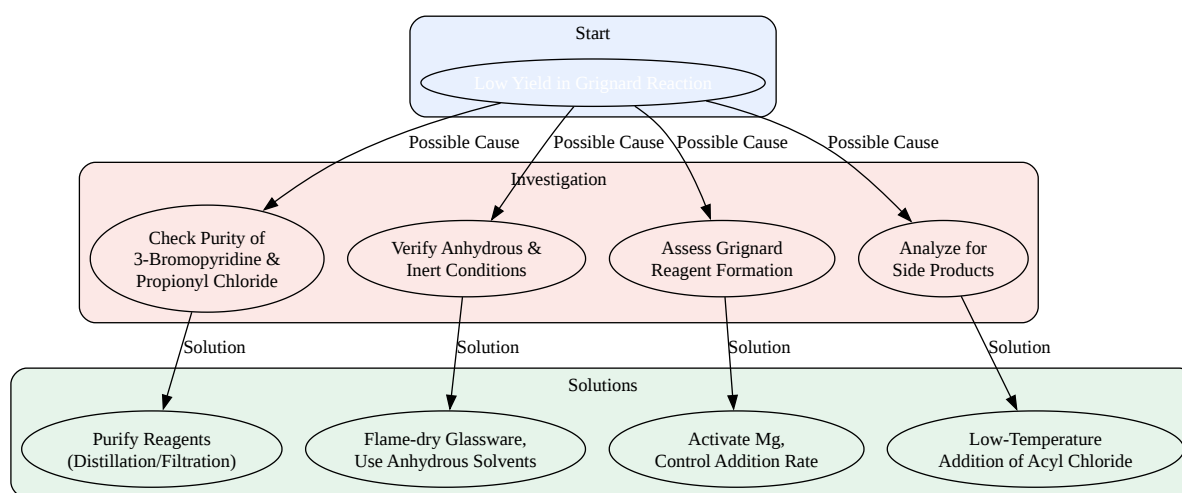 Start
Low Yield in Grignard Reaction
Possible Cause
Possible Cause
Possible Cause
Possible Cause
Investigation
Check Purity of
3-Bromopyridine &
Propionyl Chloride
Verify Anhydrous &
Inert Conditions
Assess Grignard
Reagent Formation
Analyze for
Side Products
Solution
Solution
Solution
Solution
Solutions
Purify Reagents
(Distillation/Filtration)
Flame-dry Glassware,
Use Anhydrous Solvents
Activate Mg,
Control Addition Rate
Low-Temperature
Addition of Acyl Chloride